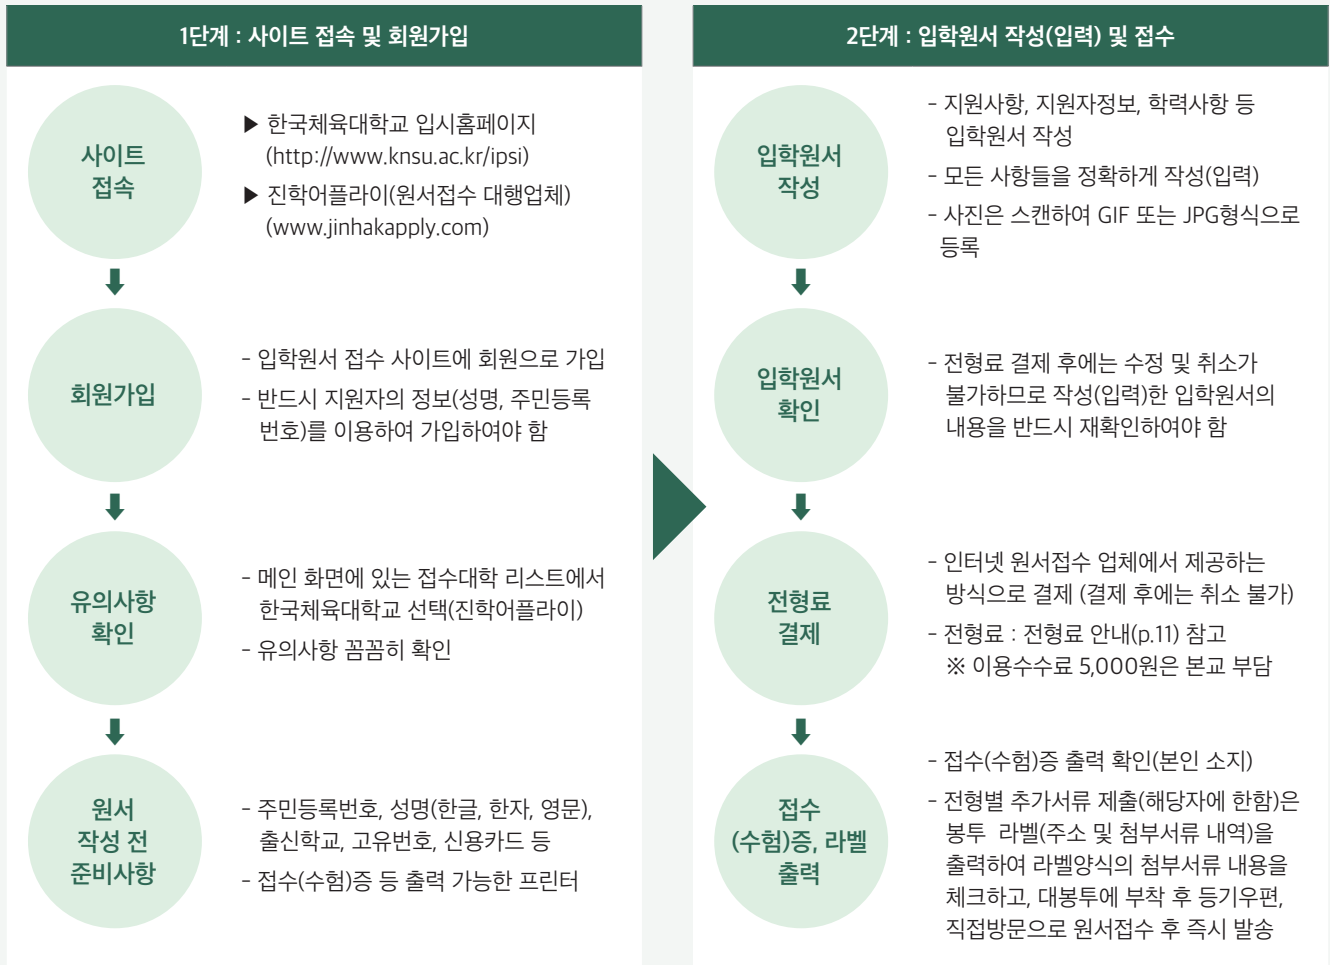 1단계 : 사이트 접속 및 회원가입
사이트
접속
▶ 한국체육대학교 입시홈페이지
(http://www.knsu.ac.kr/ipsi)
▶ 진학어플라이(원서접수 대행업체)
(www.jinhakapply.com)
회원가입
- 입학원서 접수 사이트에 회원으로 가입
- 반드시 지원자의 정보(성명, 주민등록
번호)를 이용하여 가입하여야 함
유의사항
확인
- 메인 화면에 있는 접수대학 리스트에서
한국체육대학교 선택(진학어플라이)
- 유의사항 꼼꼼히 확인
원서
작성 전
준비사항
- 주민등록번호, 성명(한글, 한자, 영문),
출신학교, 고유번호, 신용카드 등
- 접수(수험)증 등 출력 가능한 프린터
2단계 : 입학원서 작성(입력) 및 접수
입학원서
작성
- 지원사항, 지원자정보, 학력사항 등
입학원서 작성
- 모든 사항들을 정확하게 작성(입력)
- 사진은 스캔하여 GIF 또는 JPG형식으로
등록
입학원서
확인
- 전형료 결제 후에는 수정 및 취소가
불가하므로 작성(입력)한 입학원서의
내용을 반드시 재확인하여야 함
전형료
결제
- 인터넷 원서접수 업체에서 제공하는
방식으로 결제 (결제 후에는 취소 불가)
- 전형료 : 전형료 안내(p.11) 참고
※ 이용수수료 5,000원은 본교 부담
접수
(수험)증, 라벨
출력
- 접수(수험)증 출력 확인(본인 소지)
- 전형별 추가서류 제출(해당자에 한함)은
봉투 라벨(주소 및 첨부서류 내역)을
출력하여 라벨양식의 첨부서류 내용을
체크하고, 대봉투에 부착 후 등기우편,
직접방문으로 원서접수 후 즉시 발송